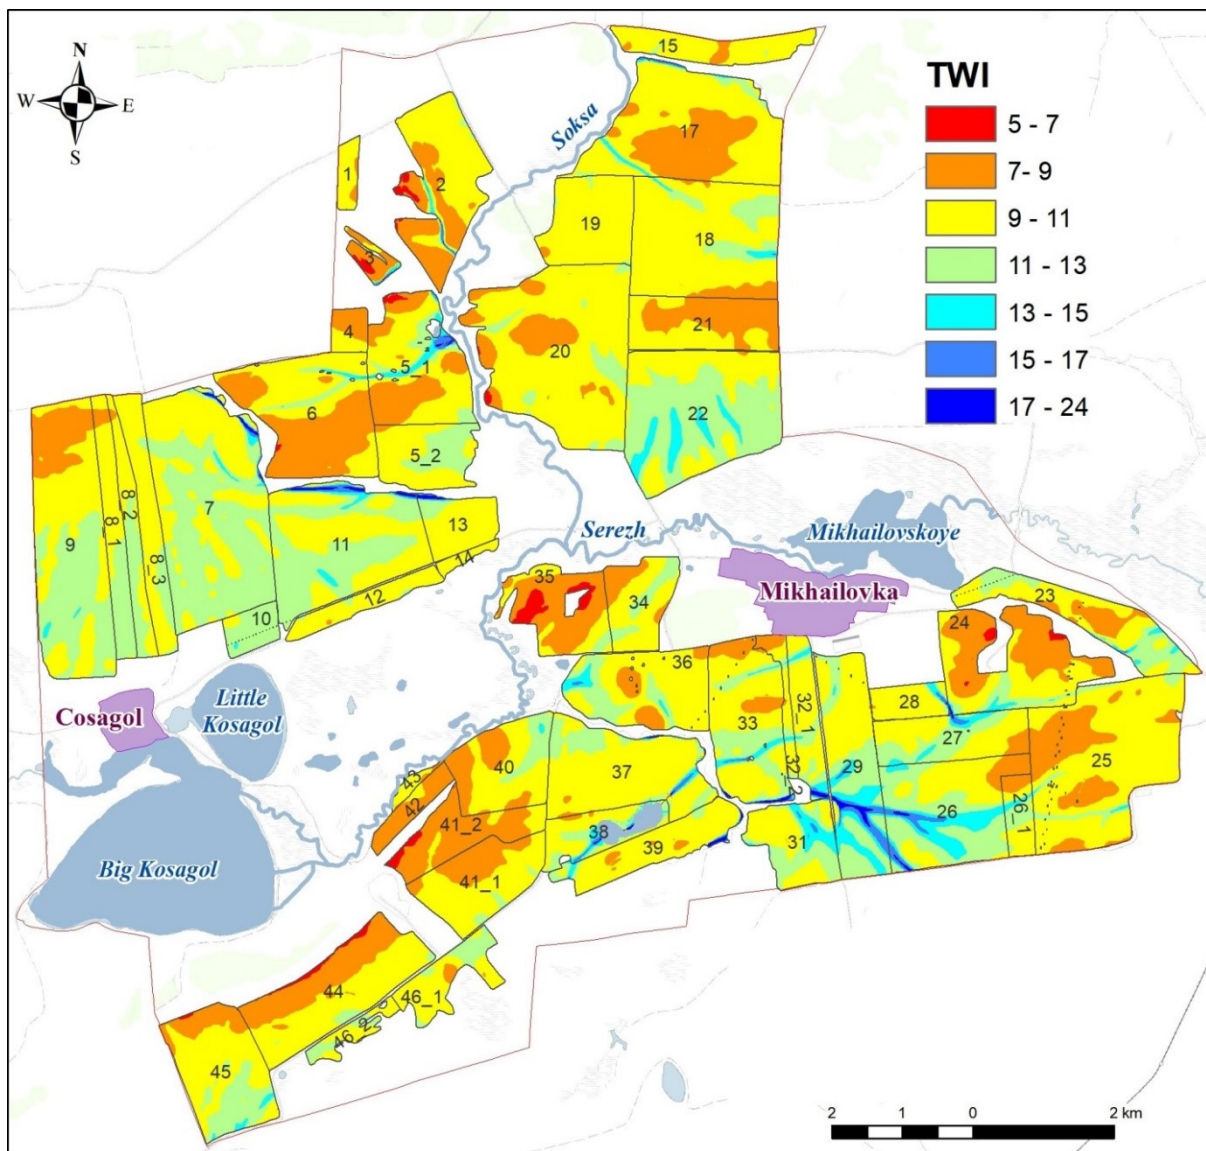 N
W E
S
TWI
5 - 7
7- 9
9 - 11
11 - 13
13 - 15
15 - 17
17 - 24
15
17
Soksa
1
2
3
19
18
4
21
20
5_1
6
22
5_2
8_2
8_1
7
9
8_3
13
11
14
12
10
Serezh
Mikhailovskoye
Mikhailovka
35
34
23
24
36
28
32_1
33
27
29
25
32_2
26
26_1
31
Cosagol
Little
Kosagol
Big Kosagol
43
42
40
37
41_2
38
39
41_1
44
46_1
46_2
45
2 1 0 2 km